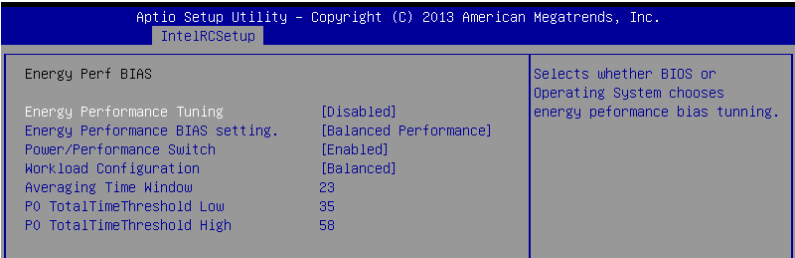 Aptio Setup Utility – Copyright (C) 2013 American Megatrends, Inc.
IntelRCSetup
Energy Perf BIAS
Energy Performance Tuning [Disabled]
Energy Performance BIAS setting. [Balanced Performance]
Power/Performance Switch [Enabled]
Workload Configuration [Balanced]
Averaging Time Window 23
P0 TotalTimeThreshold Low 35
P0 TotalTimeThreshold High 58
Selects whether BIOS or
Operating System chooses
energy peformance bias tunning.